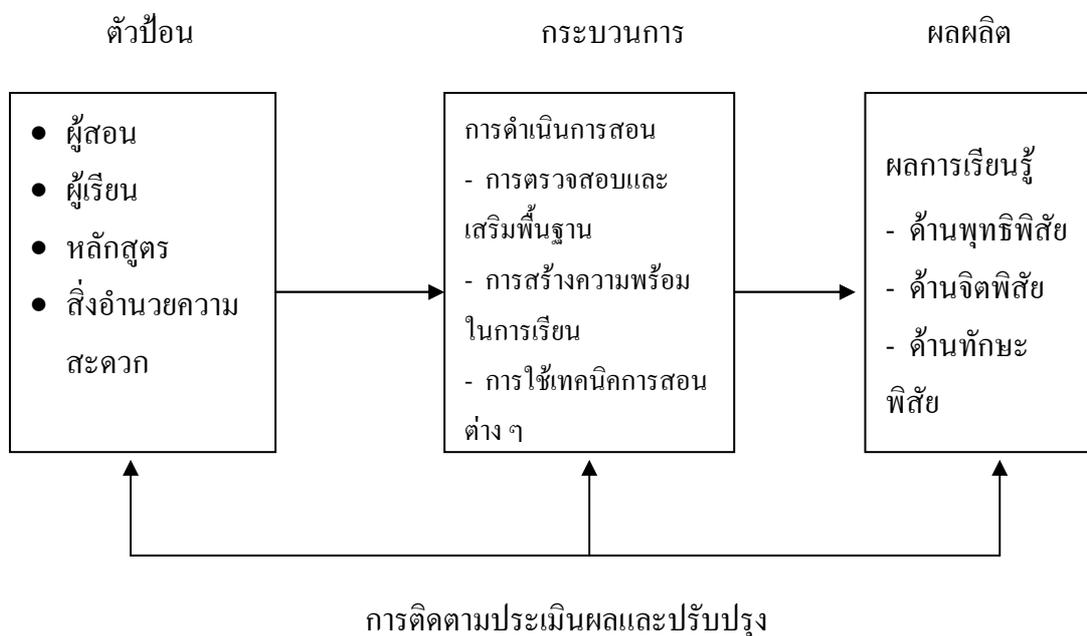 ตัวป้อน
กระบวนการ
ผลผลิต
● ผู้สอน
● ผู้เรียน
● หลักสูตร
● สิ่งอำนวยความ
สะดวก
การดำเนินการสอน
- การตรวจสอบและ
เสริมพื้นฐาน
- การสร้างความพร้อม
ในการเรียน
- การใช้เทคนิคการสอน
ต่าง ๆ
ผลการเรียนรู้
- ด้านพุทธิพิสัย
- ด้านจิตพิสัย
- ด้านทักษะ
พิสัย
การติดตามประเมินผลและปรับปรุง